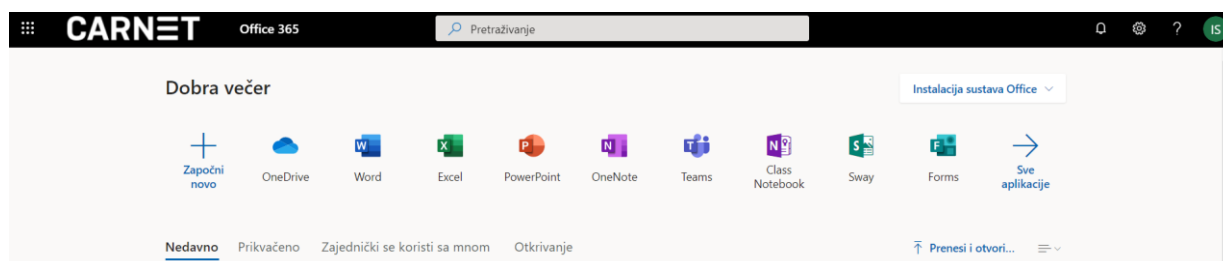 CARNET Office 365 Pretraživanje ? IS
Dobra večer
Instalacija sustava Office
Započni novo
OneDrive
Word
Excel
PowerPoint
OneNote
Teams
Class Notebook
Sway
Forms
Sve aplikacije
Nedavno Prikvačeno Zajednički se koristi sa mnom Otkrivanje
Prenesi i otvori...